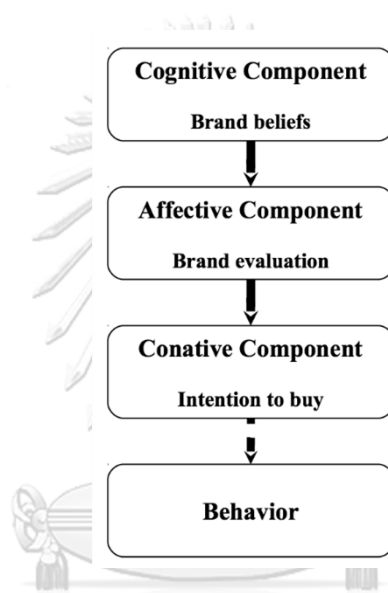 Cognitive Component
Brand beliefs
Affective Component
Brand evaluation
Conative Component
Intention to buy
Behavior